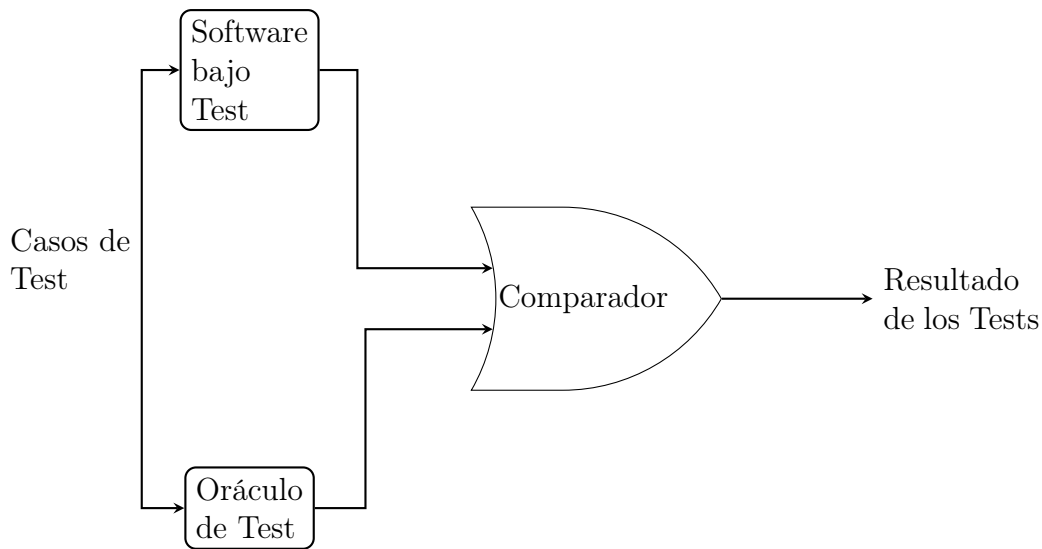 Software
bajo
Test
Casos de
Test
Comparador
Resultado
de los Tests
Oráculo
de Test